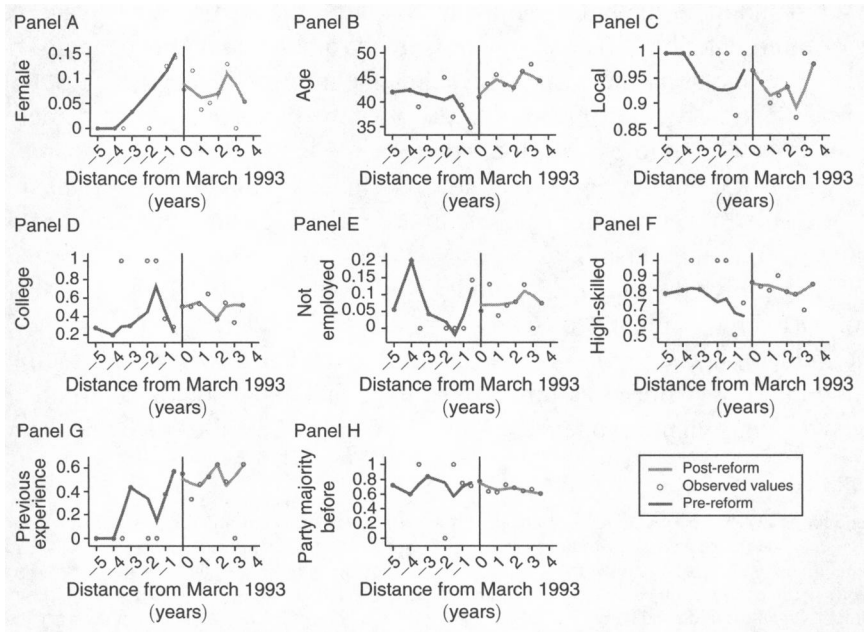 Panel A
Female
0.15
0.1
0.05
0
−5 −4 −3 −2 −1 0 1 2 3 4
Distance from March 1993
(years)
Panel B
Age
50
45
40
35
−5 −4 −3 −2 −1 0 1 2 3 4
Distance from March 1993
(years)
Panel C
Local
1
0.95
0.9
0.85
−5 −4 −3 −2 −1 0 1 2 3 4
Distance from March 1993
(years)
Panel D
College
1
0.8
0.6
0.4
0.2
−5 −4 −3 −2 −1 0 1 2 3 4
Distance from March 1993
(years)
Panel E
Not
employed
0.2
0.15
0.1
0.05
0
−5 −4 −3 −2 −1 0 1 2 3 4
Distance from March 1993
(years)
Panel F
High-skilled
1
0.9
0.8
0.7
0.6
0.5
−5 −4 −3 −2 −1 0 1 2 3 4
Distance from March 1993
(years)
Panel G
Previous
experience
0.6
0.4
0.2
0
−5 −4 −3 −2 −1 0 1 2 3 4
Distance from March 1993
(years)
Panel H
Party majority
before
1
0.8
0.6
0.4
0.2
0
−5 −4 −3 −2 −1 0 1 2 3 4
Distance from March 1993
(years)
Post-reform
Observed values
Pre-reform